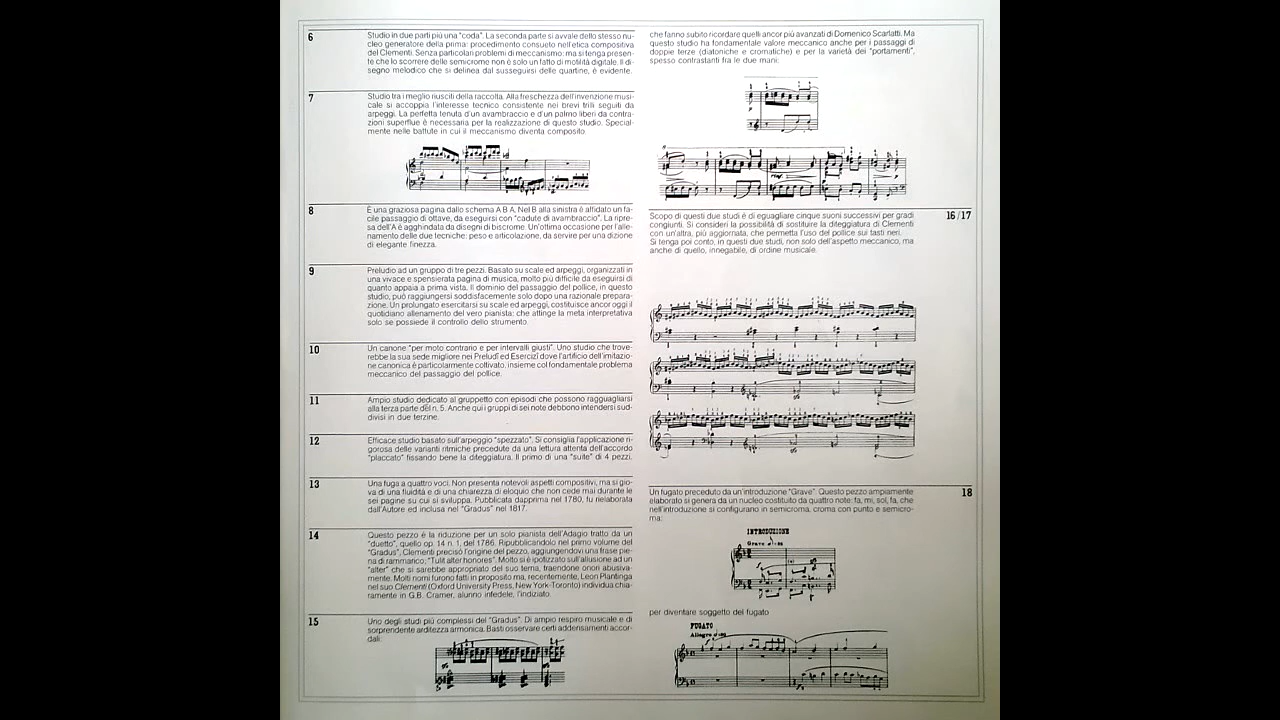 6
Studio in due parti più una "coda". La seconda parte si avvale dello stesso nu-
cleo generatore della prima: procedimento consueto nell'etica compositiva
del Clementi. Senza particolari problemi di meccanismo: ma si tenga presen-
te che lo scorrere delle semicrome non è solo un fatto di motilità digitale. Il di-
segno melodico che si delinea dal susseguirsi delle quartine, è evidente.
7
Studio tra i meglio riusciti della raccolta. Alla freschezza dell'invenzione musi-
cale si accoppia l'interesse tecnico consistente nei brevi trilli seguiti da
arpeggi. La perfetta tenuta d'un avambraccio e d'un palmo liberi da contra-
zioni superflue è necessaria per la realizzazione di questo studio. Special-
mente nelle battute in cui il meccanismo diventa composito.
8
È una graziosa pagina dallo schema A B A. Nel B alla sinistra è affidato un fa-
cile passaggio di ottave, da eseguirsi con "cadute di avambraccio". La ripre-
sa dell'A è agghindata da disegni di biscrome. Un'ottima occasione per l'alle-
namento delle due tecniche: peso e articolazione, da servire per una dizione
di elegante finezza.
9
Preludio ad un gruppo di tre pezzi. Basato su scale ed arpeggi, organizzati in
una vivace e spensierata pagina di musica, molto più difficile da eseguirsi di
quanto appaia a prima vista. Il dominio del passaggio del pollice, in questo
studio, può raggiungersi soddisfacemente solo dopo una razionale prepara-
zione. Un prolungato esercitarsi su scale ed arpeggi, costituisce ancor oggi il
quotidiano allenamento del vero pianista: che attinge la meta interpretativa
solo se possiede il controllo dello strumento.
10
Un canone "per moto contrario e per intervalli giusti". Uno studio che trove-
rebbe la sua sede migliore nei Preludî ed Esercizî dove l'artificio dell'imitazio-
ne canonica è particolarmente coltivato, insieme col fondamentale problema
meccanico del passaggio del pollice.
11
Ampio studio dedicato al gruppetto con episodi che possono ragguagliarsi
alla terza parte del n. 5. Anche qui i gruppi di sei note debbono intendersi sud-
divisi in due terzine.
12
Efficace studio basato sull'arpeggio "spezzato". Si consiglia l'applicazione ri-
gorosa delle varianti ritmiche precedute da una lettura attenta dell'accordo
"placcato" fissando bene la diteggiatura. Il primo di una "suite" di 4 pezzi.
13
Una fuga a quattro voci. Non presenta notevoli aspetti compositivi, ma si gio-
va di una fluidità e di una chiarezza di eloquio che non cede mai durante le
sei pagine su cui si sviluppa. Pubblicata dapprima nel 1780, fu rielaborata
dall'Autore ed inclusa nel "Gradus" nel 1817.
14
Questo pezzo è la riduzione per un solo pianista dell'Adagio tratto da un
"duetto", quello op. 14 n. 1, del 1786. Ripubblicandolo nel primo volume del
"Gradus", Clementi precisò l'origine del pezzo, aggiungendovi una frase pie-
na di rammarico, "Tulit alter honores". Molto si è ipotizzato sull'allusione ad un
"alter" che si sarebbe appropriato del suo tema, traendone onori abusiva-
mente. Molti nomi furono fatti in proposito ma, recentemente, Leon Plantinga
nel suo Clementi (Oxford University Press, New York-Toronto) individua chia-
ramente in G.B. Cramer, alunno infedele, l'indiziato.
15
Uno degli studi più complessi del "Gradus". Di ampio respiro musicale e di
sorprendente arditezza armonica. Basti osservare certi addensamenti accor-
dali:
che fanno subito ricordare quelli ancor più avanzati di Domenico Scarlatti. Ma
questo studio ha fondamentale valore meccanico anche per i passaggi di
doppie terze (diatoniche e cromatiche) e per la varietà dei "portamenti",
spesso contrastanti fra le due mani:
16/17
Scopo di questi due studi è di eguagliare cinque suoni successivi per gradi
congiunti. Si consideri la possibilità di sostituire la diteggiatura di Clementi
con un'altra, più aggiornata, che permetta l'uso del pollice sui tasti neri.
Si tenga poi conto, in questi due studi, non solo dell'aspetto meccanico, ma
anche di quello, innegabile, di ordine musicale.
18
Un fugato preceduto da un'introduzione "Grave". Questo pezzo ampiamente
elaborato si genera da un nucleo costituito da quattro note: fa, mi, sol, fa, che
nell'introduzione si configurano in semicroma, croma con punto e semicro-
ma:
INTRODUZIONE
Grave
per diventare soggetto del fugato
FUGATO
Allegro